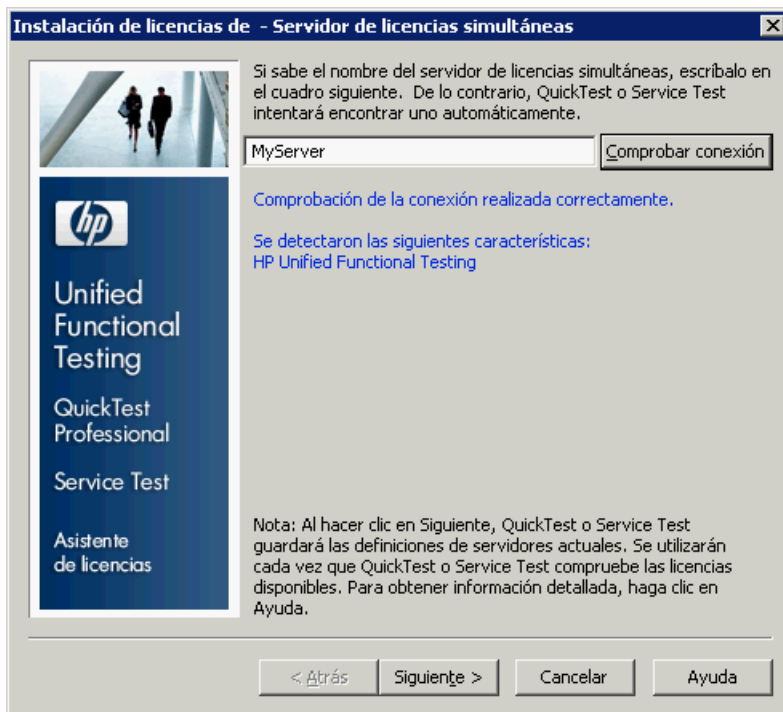 Instalación de licencias de  - Servidor de licencias simultáneas
Si sabe el nombre del servidor de licencias simultáneas, escríbalo en
el cuadro siguiente.  De lo contrario, QuickTest o Service Test
intentará encontrar uno automáticamente.
MyServer
Comprobar conexión
Comprobación de la conexión realizada correctamente.
Se detectaron las siguientes características:
HP Unified Functional Testing
hp
Unified
Functional
Testing
QuickTest
Professional
Service Test
Asistente
de licencias
Nota: Al hacer clic en Siguiente, QuickTest o Service Test
guardará las definiciones de servidores actuales. Se utilizarán
cada vez que QuickTest o Service Test compruebe las licencias
disponibles. Para obtener información detallada, haga clic en
Ayuda.
< Atrás
Siguiente >
Cancelar
Ayuda